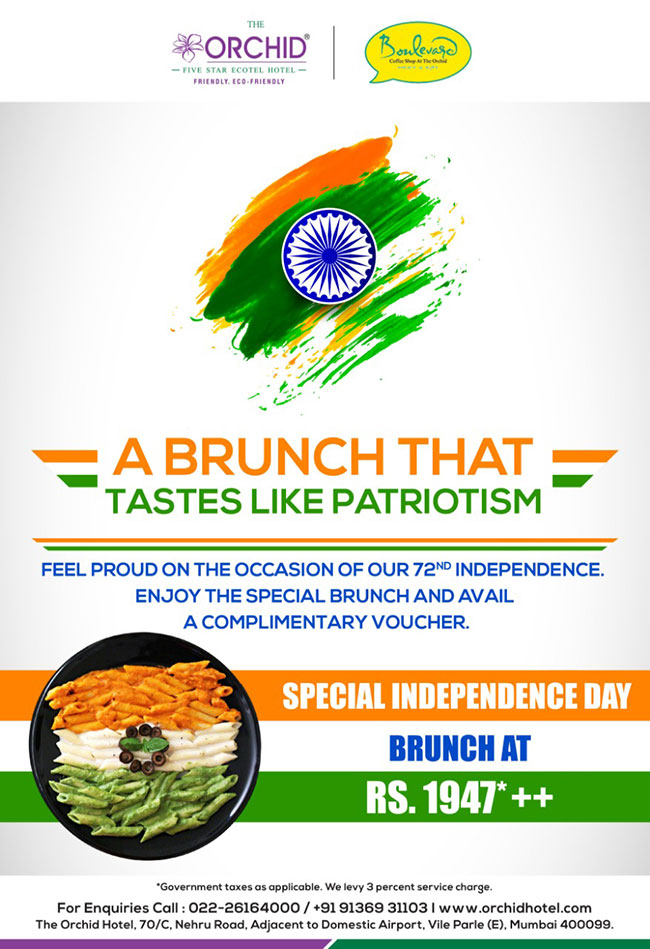 THE
ORCHID®
FIVE STAR ECOTEL HOTEL
FRIENDLY. ECO-FRIENDLY
Boulevard
Coffee Shop At The Orchid
A BRUNCH THAT
TASTES LIKE PATRIOTISM
FEEL PROUD ON THE OCCASION OF OUR 72ND INDEPENDENCE.
ENJOY THE SPECIAL BRUNCH AND AVAIL
A COMPLIMENTARY VOUCHER.
SPECIAL INDEPENDENCE DAY
BRUNCH AT
RS. 1947*++
*Government taxes as applicable. We levy 3 percent service charge.
For Enquiries Call : 022-26164000 / +91 91369 31103 I www.orchidhotel.com
The Orchid Hotel, 70/C, Nehru Road, Adjacent to Domestic Airport, Vile Parle (E), Mumbai 400099.